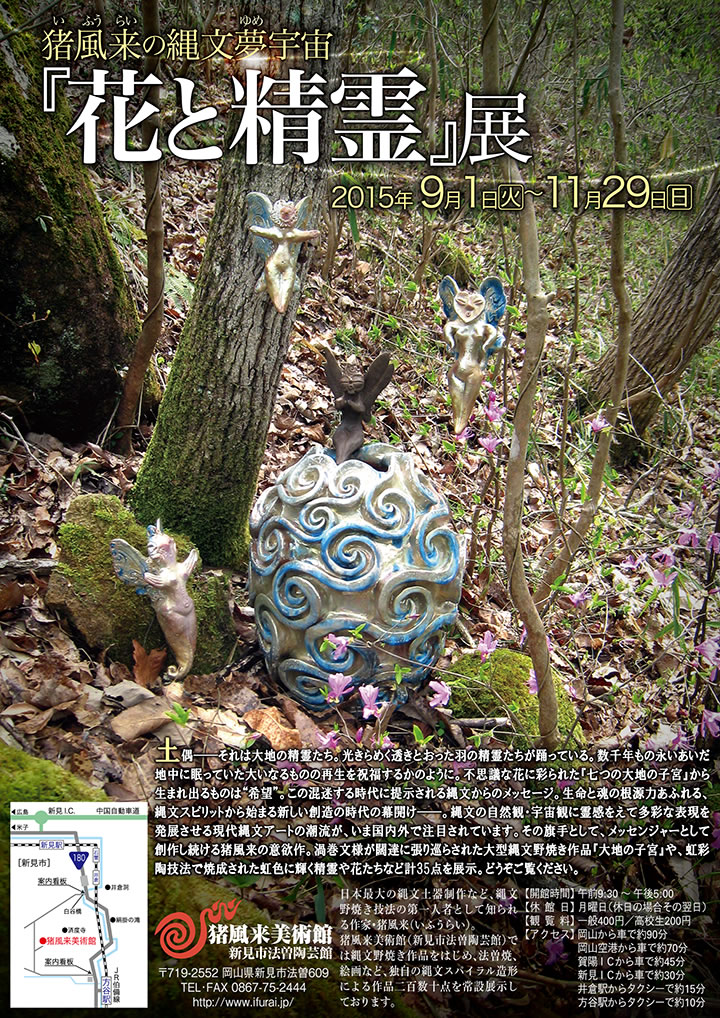 い ふう らい ゆめ
猪風来の縄文夢宇宙
『花と精霊』展
2015年 9月1日火～11月29日日
土偶――それは大地の精霊たち。光きらめく透きとおった羽の精霊たちが踊っている。数千年もの永いあいだ
地中に眠っていた大いなるものの再生を祝福するかのように。不思議な花に彩られた『七つの大地の子宮』から
生まれ出るものは“希望”。この混迷する時代に提示される縄文からのメッセージ。生命と魂の根源力あふれる、
縄文スピリットから始まる新しい創造の時代の幕開け――。縄文の自然観・宇宙観に霊感をえて多彩な表現を
発展させる現代縄文アートの潮流が、いま国内外で注目されています。その旗手として、メッセンジャーとして
創作し続ける猪風来の意欲作。渦巻文様が闊達に張り巡らされた大型縄文野焼き作品『大地の子宮』や、虹彩
陶技法で焼成された虹色に輝く精霊や花たちなど計35点を展示。どうぞご覧ください。
広島
新見I.C.
中国自動車道
米子
新見駅
180
[新見市]
案内看板
井倉洞
白谷橋
絹掛の滝
済度寺
猪風来美術館
案内看板
方谷駅
JR伯備線
猪風来美術館
新見市法曽陶芸館
〒719-2552 岡山県新見市法曽609
TEL・FAX 0867-75-2444
http://www.ifurai.jp/
日本最大の縄文土器制作など、縄文
野焼き技法の第一人者として知られ
る作家・猪風来(いふうらい)。
猪風来美術館(新見市法曽陶芸館)で
は縄文野焼き作品をはじめ、法曽焼、
絵画など、独自の縄文スパイラル造形
による作品二百数十点を常設展示し
ております。
【開館時間】午前9:30～午後5:00
【休館日】月曜日(休日の場合その翌日)
【観覧料】一般400円／高校生200円
【アクセス】岡山から車で約90分
岡山空港から車で約70分
賀陽ＩＣから車で約45分
新見ＩＣから車で約30分
井倉駅からタクシーで約15分
方谷駅からタクシーで約10分